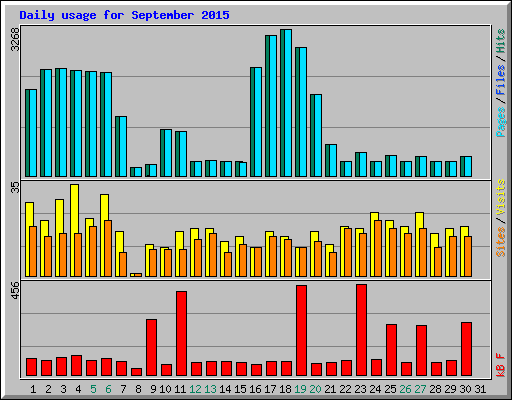 Daily usage for September 2015
3268
Pages / Files / Hits
35
Sites / Visits
456
kB F
1 2 3 4 5 6 7 8 9 10 11 12 13 14 15 16 17 18 19 20 21 22 23 24 25 26 27 28 29 30 31